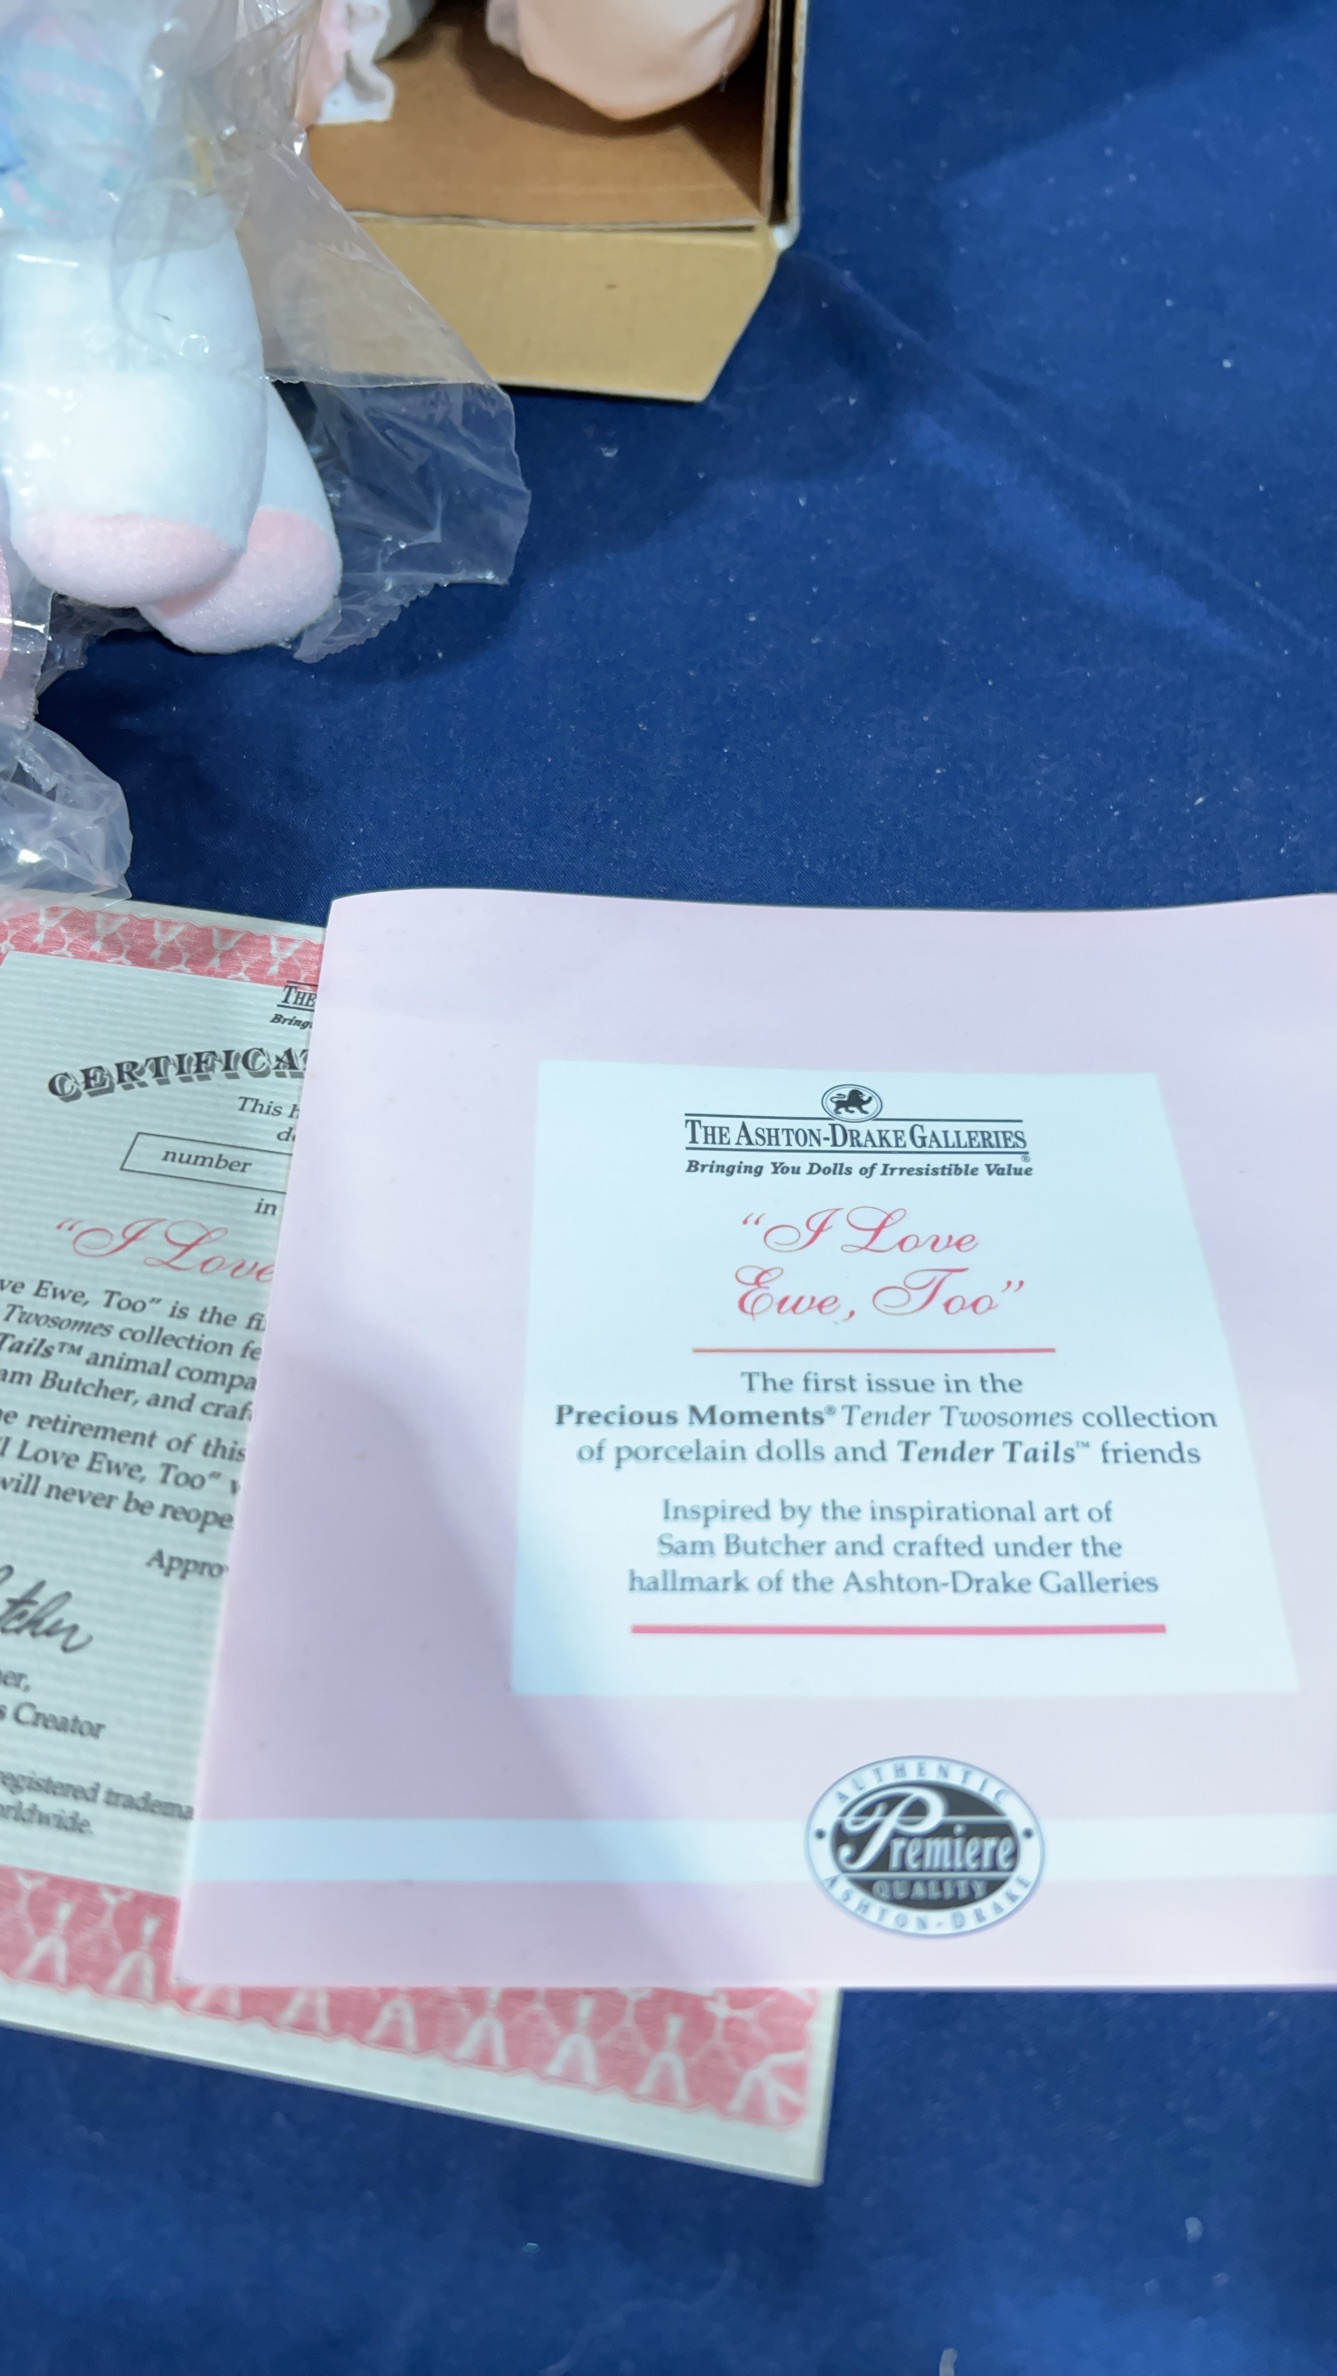 THE
Bring
CERTIFICA
This h
d
number
in
“I Love
ve Ewe, Too” is the fi
Twosomes collection fe
Tails™ animal compa
am Butcher, and craf
e retirement of this
“I Love Ewe, Too”
will never be reope
Appro
er,
s Creator
egistered tradema
orldwide.
THE ASHTON-DRAKE GALLERIES®
Bringing You Dolls of Irresistible Value
“I Love
Ewe, Too”
The first issue in the
Precious Moments® Tender Twosomes collection
of porcelain dolls and Tender Tails™ friends
Inspired by the inspirational art of
Sam Butcher and crafted under the
hallmark of the Ashton-Drake Galleries
AUTHENTIC
Premiere
QUALITY
ASHTON-DRAKE